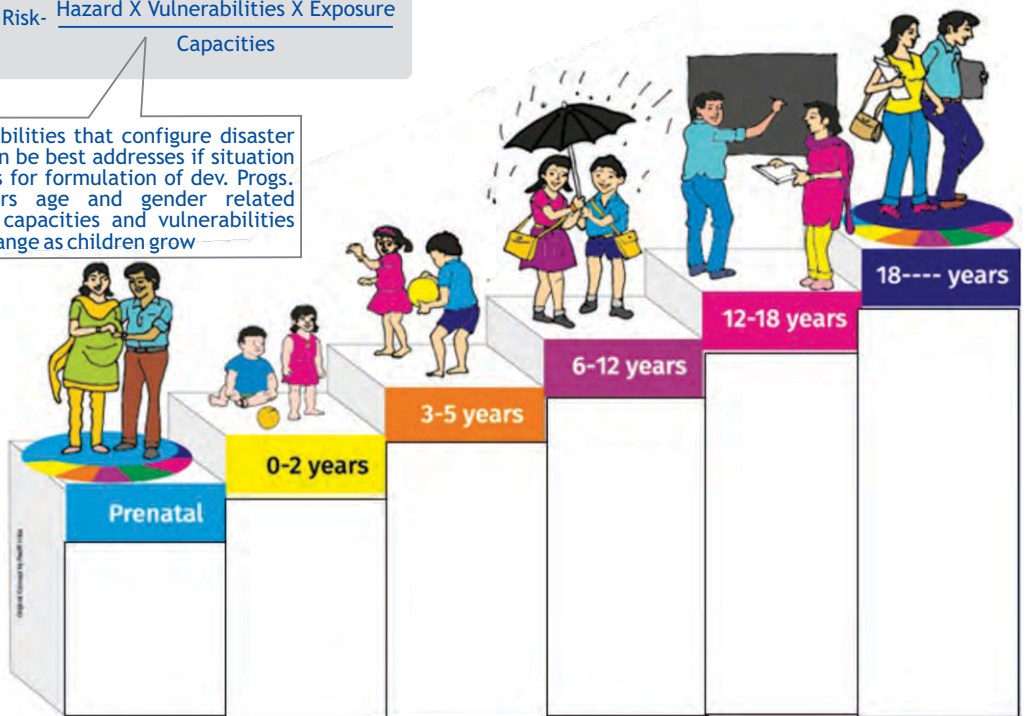 Risk- Hazard X Vulnerabilities X Exposure
Capacities
bilities that configure disaster
n be best addresses if situation
s for formulation of dev. Progs.
rs age and gender related
capacities and vulnerabilities
ange as children grow
18---- years
12-18 years
6-12 years
3-5 years
0-2 years
Prenatal